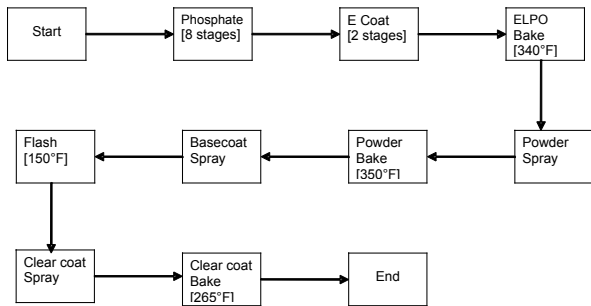 Start
Phosphate
[8 stages]
E Coat
[2 stages]
ELPO
Bake
[340°F]
Powder
Spray
Powder
Bake
[350°F]
Basecoat
Spray
Flash
[150°F]
Clear coat
Spray
Clear coat
Bake
[265°F]
End